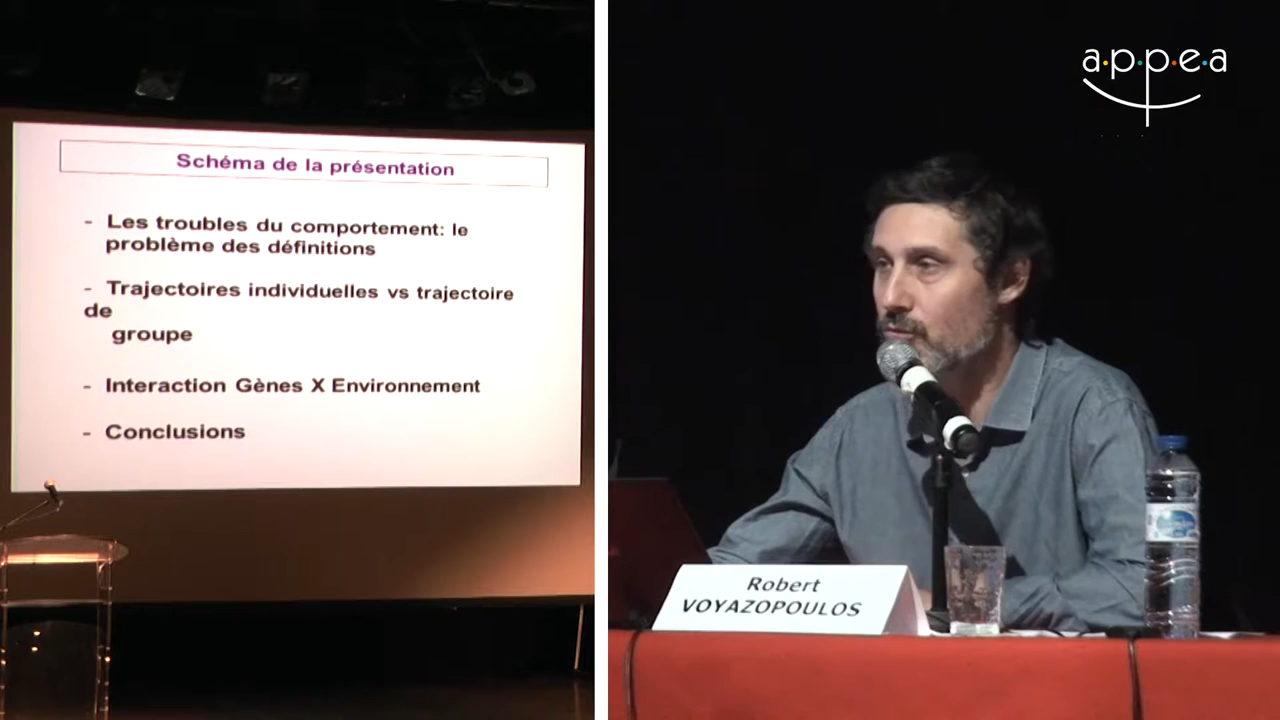 Schéma de la présentation
- Les troubles du comportement: le
problème des définitions
- Trajectoires individuelles vs trajectoire
de
groupe
- Interaction Gènes X Environnement
- Conclusions
a·p·p·e·a
Robert
VOYAZOPOULOS